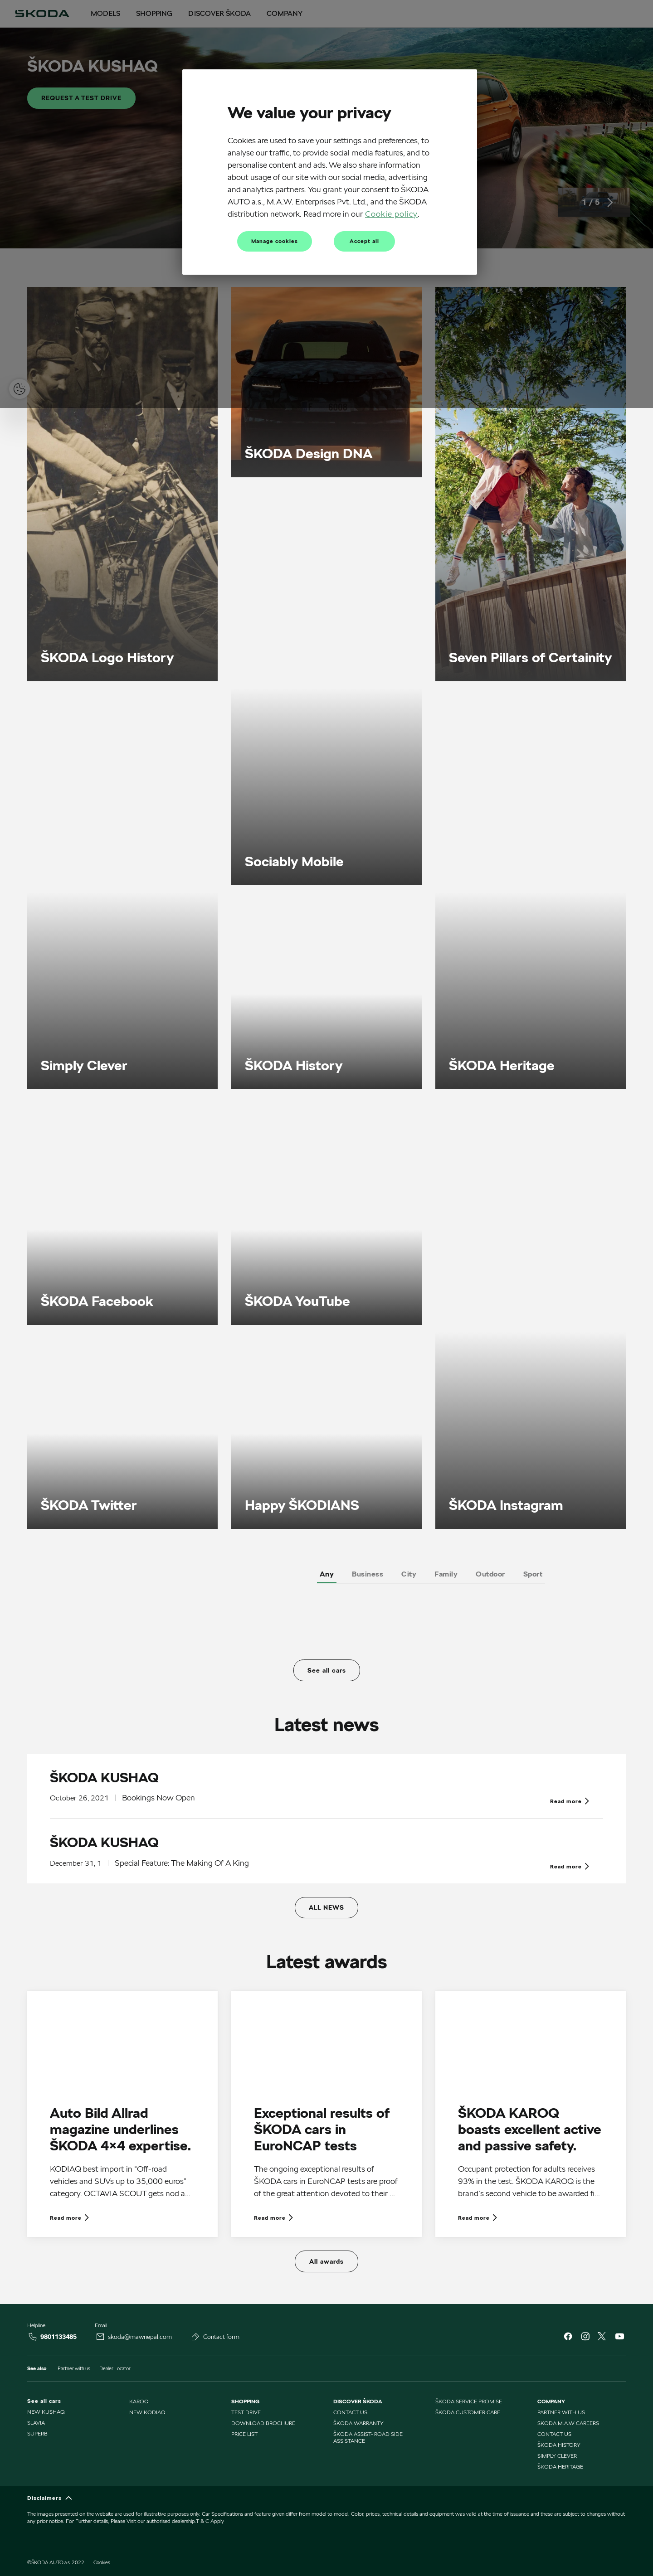 ŠKODA
MODELS
SHOPPING
DISCOVER ŠKODA
COMPANY
ŠKODA KUSHAQ
REQUEST A TEST DRIVE
1 / 5
We value your privacy
Cookies are used to save your settings and preferences, to
analyse our traffic, to provide social media features, and to
personalise content and ads. We also share information
about usage of our site with our social media, advertising
and analytics partners. You grant your consent to ŠKODA
AUTO a.s., M.A.W. Enterprises Pvt. Ltd., and the ŠKODA
distribution network. Read more in our Cookie policy.
Manage cookies
Accept all
ŠKODA Design DNA
ŠKODA Logo History
Seven Pillars of Certainity
Sociably Mobile
Simply Clever
ŠKODA History
ŠKODA Heritage
ŠKODA Facebook
ŠKODA YouTube
ŠKODA Twitter
Happy ŠKODIANS
ŠKODA Instagram
Any
Business
City
Family
Outdoor
Sport
See all cars
Latest news
ŠKODA KUSHAQ
October 26, 2021 | Bookings Now Open
Read more
ŠKODA KUSHAQ
December 31, 1 | Special Feature: The Making Of A King
Read more
ALL NEWS
Latest awards
Auto Bild Allrad
magazine underlines
ŠKODA 4×4 expertise.
KODIAQ best import in “Off-road
vehicles and SUVs up to 35,000 euros”
category. OCTAVIA SCOUT gets nod a...
Read more
Exceptional results of
ŠKODA cars in
EuroNCAP tests
The ongoing exceptional results of
ŠKODA cars in EuroNCAP tests are proof
of the great attention devoted to their ...
Read more
ŠKODA KAROQ
boasts excellent active
and passive safety.
Occupant protection for adults receives
93% in the test. ŠKODA KAROQ is the
brand’s second vehicle to be awarded fi...
Read more
All awards
Helpline
9801133485
Email
skoda@mawnepal.com
Contact form
See also
Partner with us
Dealer Locator
See all cars
NEW KUSHAQ
SLAVIA
SUPERB
KAROQ
NEW KODIAQ
SHOPPING
TEST DRIVE
DOWNLOAD BROCHURE
PRICE LIST
DISCOVER ŠKODA
CONTACT US
ŠKODA WARRANTY
ŠKODA ASSIST- ROAD SIDE
ASSISTANCE
ŠKODA SERVICE PROMISE
ŠKODA CUSTOMER CARE
COMPANY
PARTNER WITH US
SKODA M.A.W CAREERS
CONTACT US
ŠKODA HISTORY
SIMPLY CLEVER
ŠKODA HERITAGE
Disclaimers
The images presented on the website are used for illustrative purposes only. Car Specifications and feature given differ from model to model. Color, prices, technical details and equipment was valid at the time of issuance and these are subject to changes without
any prior notice. For Further details, Please Visit our authorised dealership.T & C Apply
©ŠKODA AUTO a.s. 2022
Cookies